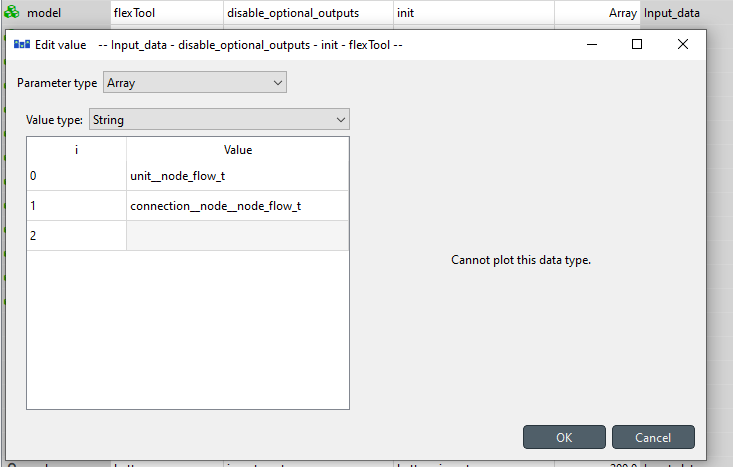 model flexTool disable_optional_outputs init Array Input_data
Edit value -- Input_data - disable_optional_outputs - init - flexTool --
Parameter type Array
Value type: String
i Value
0 unit__node_flow_t
1 connection__node__node_flow_t
2
Cannot plot this data type.
OK Cancel